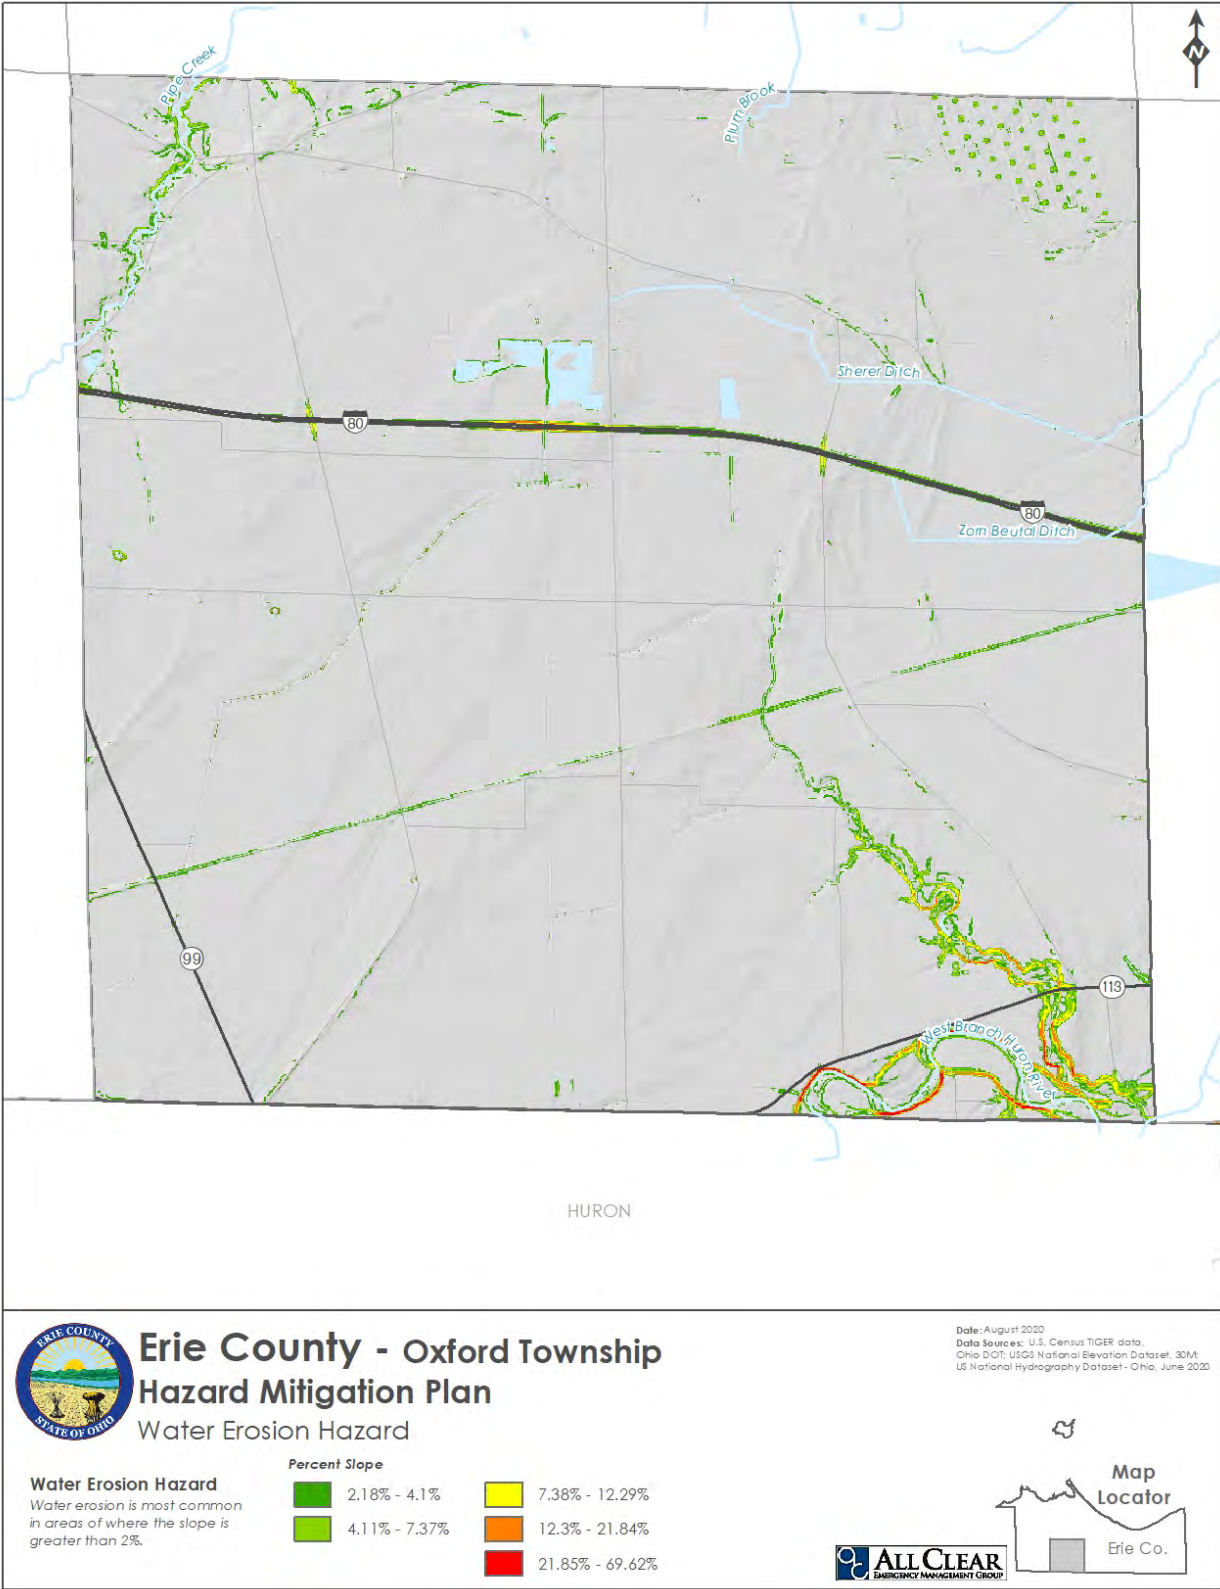 N
Pipe Creek
Plum Brook
Sherer Ditch
80
80
Zorn Beutal Ditch
99
113
West Branch Huron River
HURON
ERIE COUNTY
STATE OF OHIO
Erie County - Oxford Township
Hazard Mitigation Plan
Water Erosion Hazard
Date: August 2020
Data Sources: U.S. Census TIGER data,
Ohio DOT; USGS National Elevation Dataset, 30M;
US National Hydrography Dataset - Ohio, June 2020
Water Erosion Hazard
Water erosion is most common
in areas of where the slope is
greater than 2%.
Percent Slope
2.18% - 4.1%
4.11% - 7.37%
7.38% - 12.29%
12.3% - 21.84%
21.85% - 69.62%
ALL CLEAR
EMERGENCY MANAGEMENT GROUP
Map
Locator
Erie Co.